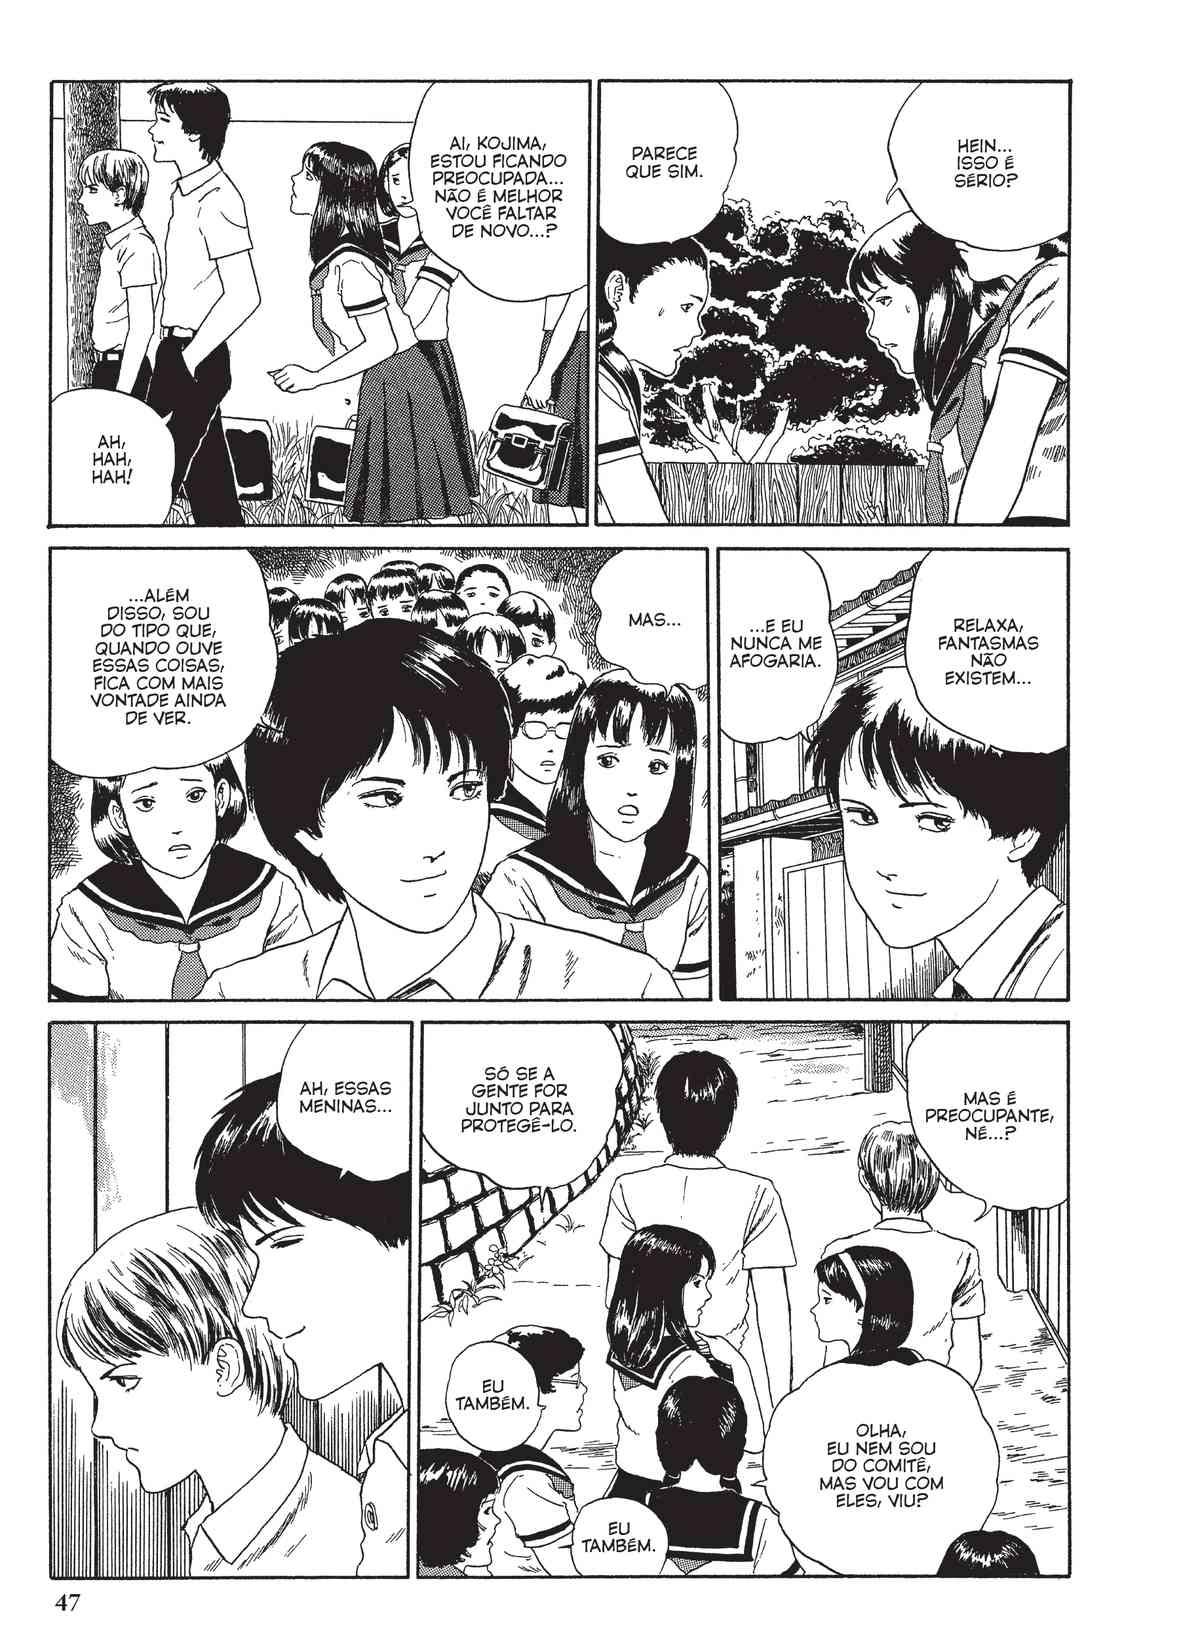 HEIN...
ISSO É
SÉRIO?
PARECE
QUE SIM.
AI, KOJIMA,
ESTOU FICANDO
PREOCUPADA...
NÃO É MELHOR
VOCÊ FALTAR
DE NOVO...?
AH,
HAH,
HAH!
RELAXA,
FANTASMAS
NÃO
EXISTEM...
...E EU
NUNCA ME
AFOGARIA.
MAS...
...ALÉM
DISSO, SOU
DO TIPO QUE,
QUANDO OUVE
ESSAS COISAS,
FICA COM MAIS
VONTADE AINDA
DE VER.
MAS É
PREOCUPANTE,
NÉ...?
SÓ SE A
GENTE FOR
JUNTO PARA
PROTEGÊ-LO.
OLHA,
EU NEM SOU
DO COMITÊ,
MAS VOU COM
ELES, VIU?
EU
TAMBÉM.
EU
TAMBÉM.
AH, ESSAS
MENINAS...
47